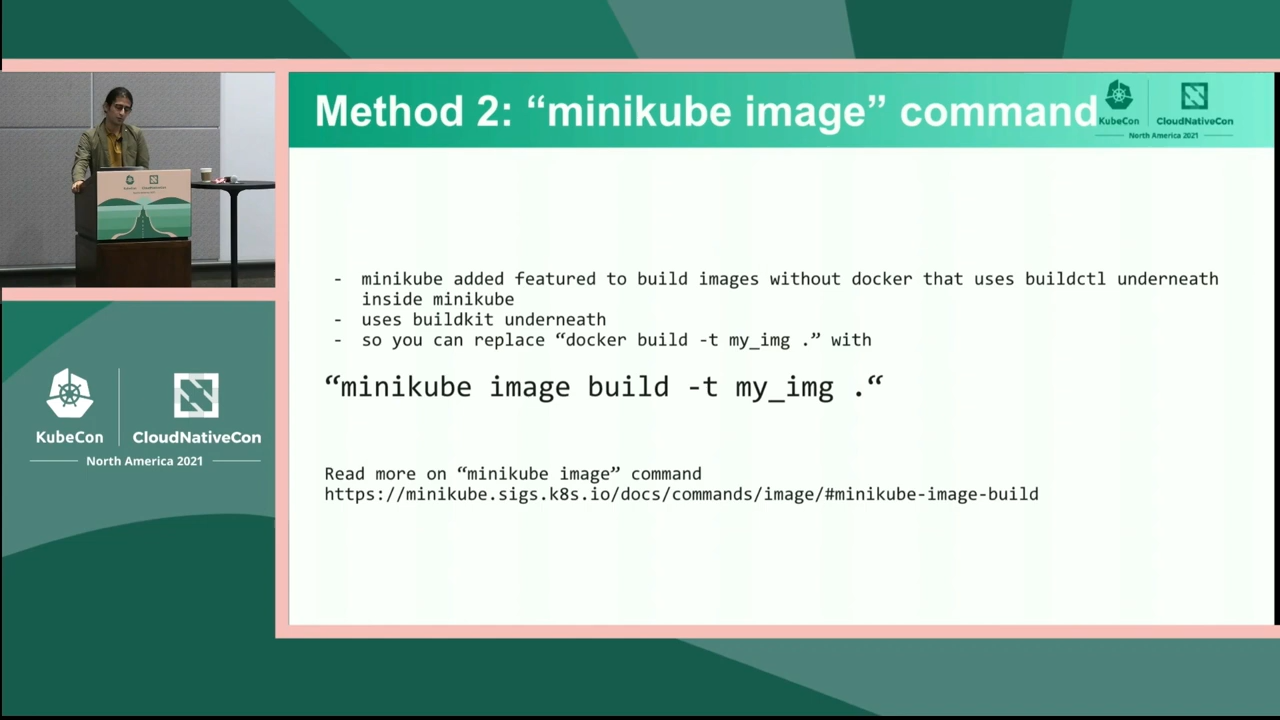 Method 2: “minikube image” command
KubeCon
CloudNativeCon
North America 2021
- minikube added featured to build images without docker that uses buildctl underneath
inside minikube
- uses buildkit underneath
- so you can replace “docker build -t my_img .” with
“minikube image build -t my_img .“
Read more on “minikube image” command
https://minikube.sigs.k8s.io/docs/commands/image/#minikube-image-build
KubeCon
CloudNativeCon
North America 2021